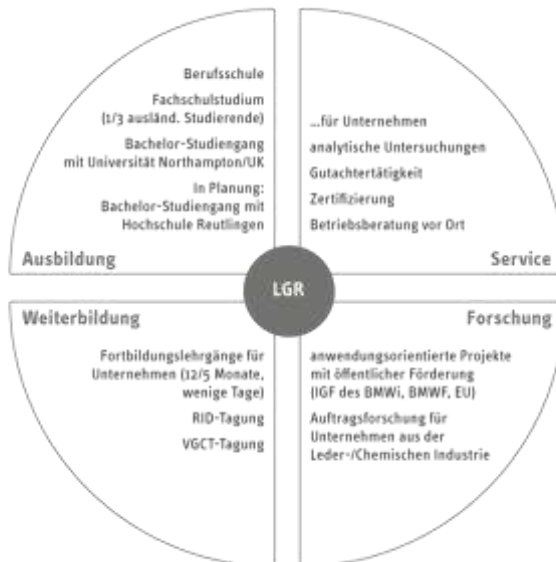 Berufsschule
Fachschulstudium
(1/3 ausländ. Studierende)
Bachelor-Studiengang
mit Universität Northampton/UK
In Planung:
Bachelor-Studiengang mit
Hochschule Reutlingen
Ausbildung
...für Unternehmen
analytische Untersuchungen
Gutachtertätigkeit
Zertifizierung
Betriebsberatung vor Ort
Service
LGR
Weiterbildung
Fortbildungslehrgänge für
Unternehmen (12/5 Monate,
wenige Tage)
RID-Tagung
VGCT-Tagung
Forschung
anwendungsorientierte Projekte
mit öffentlicher Förderung
(IGF des BMWi, BMWF, EU)
Auftragsforschung für
Unternehmen aus der
Leder-/Chemischen Industrie